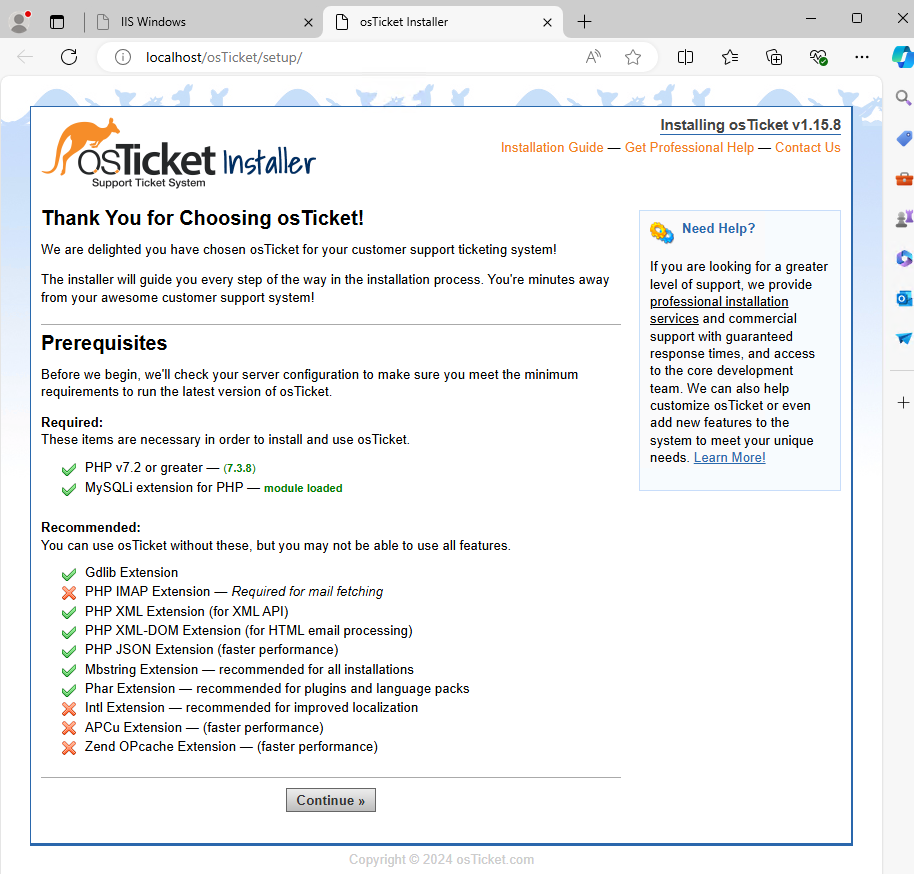 IIS Windows
osTicket Installer
localhost/osTicket/setup/
osTicket Installer
Support Ticket System
Installing osTicket v1.15.8
Installation Guide — Get Professional Help — Contact Us
Thank You for Choosing osTicket!
We are delighted you have chosen osTicket for your customer support ticketing system!
The installer will guide you every step of the way in the installation process. You're minutes away
from your awesome customer support system!
Prerequisites
Before we begin, we'll check your server configuration to make sure you meet the minimum
requirements to run the latest version of osTicket.
Required:
These items are necessary in order to install and use osTicket.
PHP v7.2 or greater — (7.3.8)
MySQLi extension for PHP — module loaded
Recommended:
You can use osTicket without these, but you may not be able to use all features.
Gdlib Extension
PHP IMAP Extension — Required for mail fetching
PHP XML Extension (for XML API)
PHP XML-DOM Extension (for HTML email processing)
PHP JSON Extension (faster performance)
Mbstring Extension — recommended for all installations
Phar Extension — recommended for plugins and language packs
Intl Extension — recommended for improved localization
APCu Extension — (faster performance)
Zend OPcache Extension — (faster performance)
Continue »
Need Help?
If you are looking for a greater
level of support, we provide
professional installation
services and commercial
support with guaranteed
response times, and access
to the core development
team. We can also help
customize osTicket or even
add new features to the
system to meet your unique
needs. Learn More!
Copyright © 2024 osTicket.com